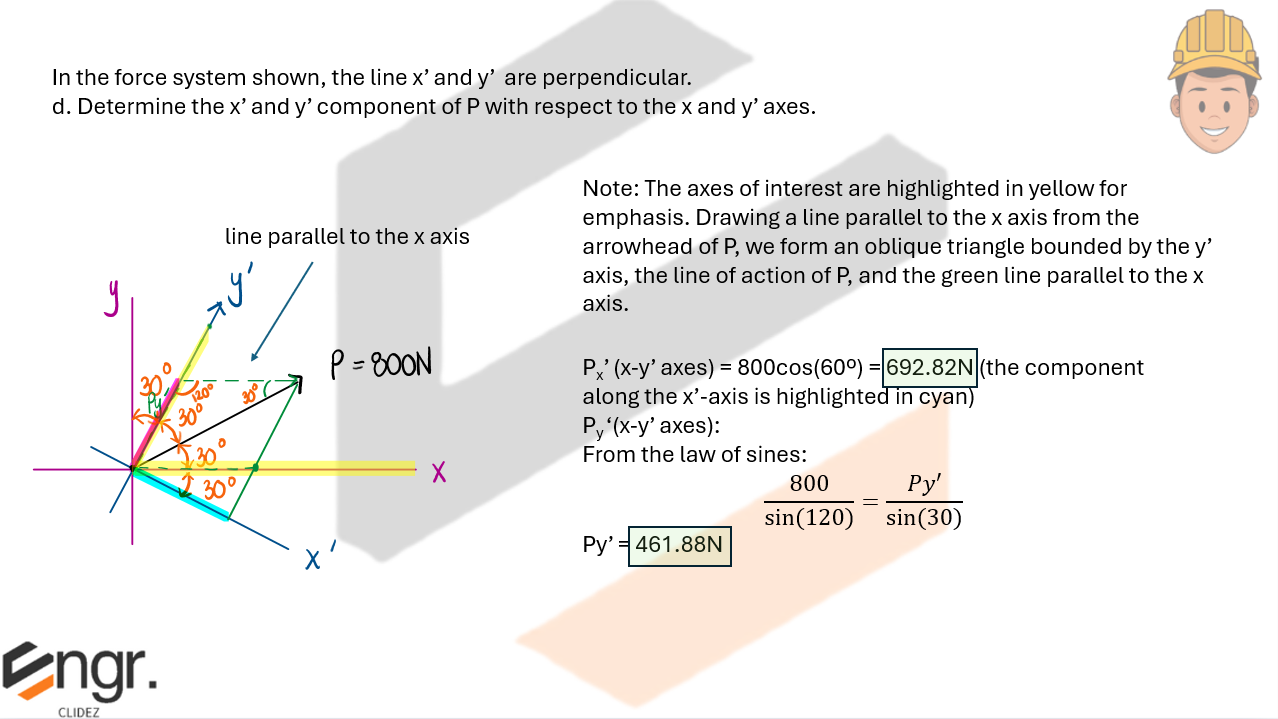 In the force system shown, the line x’ and y’ are perpendicular.
d. Determine the x’ and y’ component of P with respect to the x and y’ axes.
Note: The axes of interest are highlighted in yellow for
emphasis. Drawing a line parallel to the x axis from the
arrowhead of P, we form an oblique triangle bounded by the y’
axis, the line of action of P, and the green line parallel to the x
axis.
line parallel to the x axis
y
y'
P = 800N
30°
Py
120°
30°
30°
30°
30°
x
x'
Px’ (x-y’ axes) = 800cos(60º) = 692.82N (the component
along the x’-axis is highlighted in cyan)
Py‘(x-y’ axes):
From the law of sines:
800/sin(120) = Py′/sin(30)
Py’ = 461.88N
Engr.
CLIDEZ